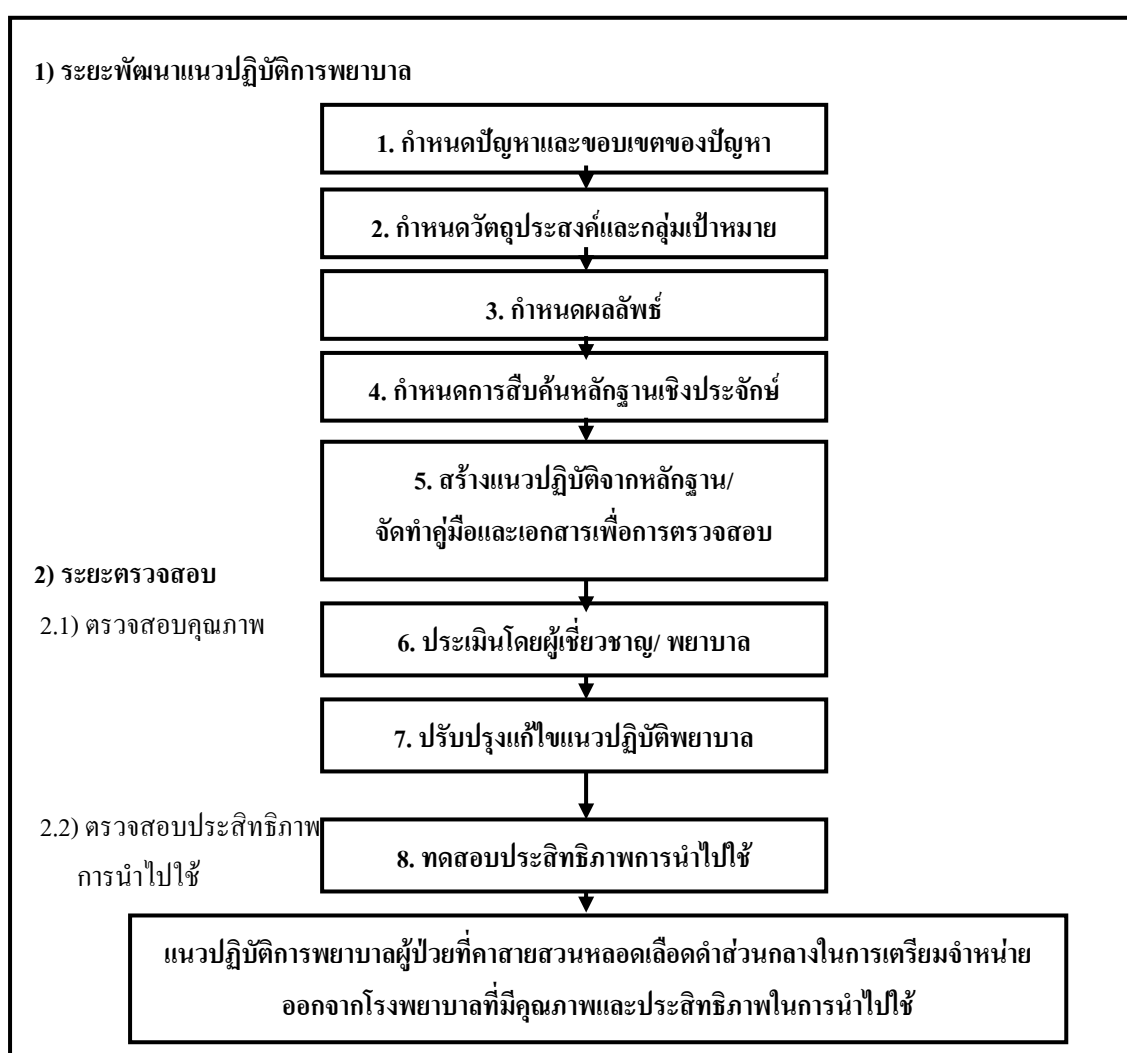 1) ระยะพัฒนาแนวปฏิบัติการพยาบาล
1. กำหนดปัญหาและขอบเขตของปัญหา
2. กำหนดวัตถุประสงค์และกลุ่มเป้าหมาย
3. กำหนดผลลัพธ์
4. กำหนดการสืบค้นหลักฐานเชิงประจักษ์
5. สร้างแนวปฏิบัติจากหลักฐาน/
จัดทำคู่มือและเอกสารเพื่อการตรวจสอบ
2) ระยะตรวจสอบ
2.1) ตรวจสอบคุณภาพ
6. ประเมินโดยผู้เชี่ยวชาญ/ พยาบาล
7. ปรับปรุงแก้ไขแนวปฏิบัติพยาบาล
2.2) ตรวจสอบประสิทธิภาพ
การนำไปใช้
8. ทดสอบประสิทธิภาพการนำไปใช้
แนวปฏิบัติการพยาบาลผู้ป่วยที่คาสายสวนหลอดเลือดดำส่วนกลางในการเตรียมจำหน่าย
ออกจากโรงพยาบาลที่มีคุณภาพและประสิทธิภาพในการนำไปใช้